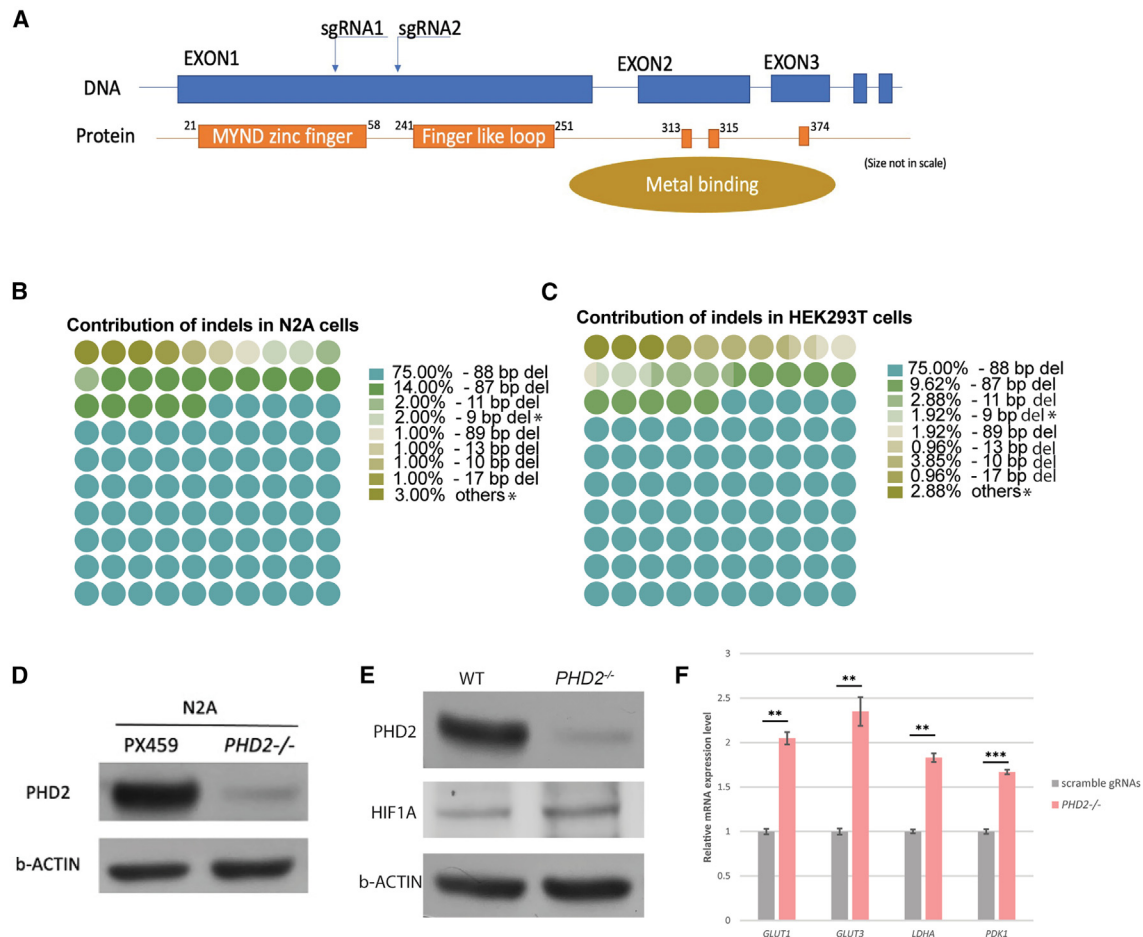 A
sgRNA1 sgRNA2
EXON1
EXON2
EXON3
DNA
Protein
21 MYND zinc finger 58 241 Finger like loop 251 313 315 374
(Size not in scale)
Metal binding
B
Contribution of indels in N2A cells
75.00% - 88 bp del
14.00% - 87 bp del
2.00% - 11 bp del
2.00% - 9 bp del *
1.00% - 89 bp del
1.00% - 13 bp del
1.00% - 10 bp del
1.00% - 17 bp del
3.00% others *
C
Contribution of indels in HEK293T cells
75.00% - 88 bp del
9.62% - 87 bp del
2.88% - 11 bp del
1.92% - 9 bp del *
1.92% - 89 bp del
0.96% - 13 bp del
3.85% - 10 bp del
0.96% - 17 bp del
2.88% others *
D
N2A
PX459 PHD2-/-
PHD2
b-ACTIN
E
WT PHD2-/-
PHD2
HIF1A
b-ACTIN
F
Relative mRNA expression level
3
2.5
2
1.5
1
0.5
0
** ** ** ***
GLUT1 GLUT3 LDHA PDK1
scramble gRNAs
PHD2-/-